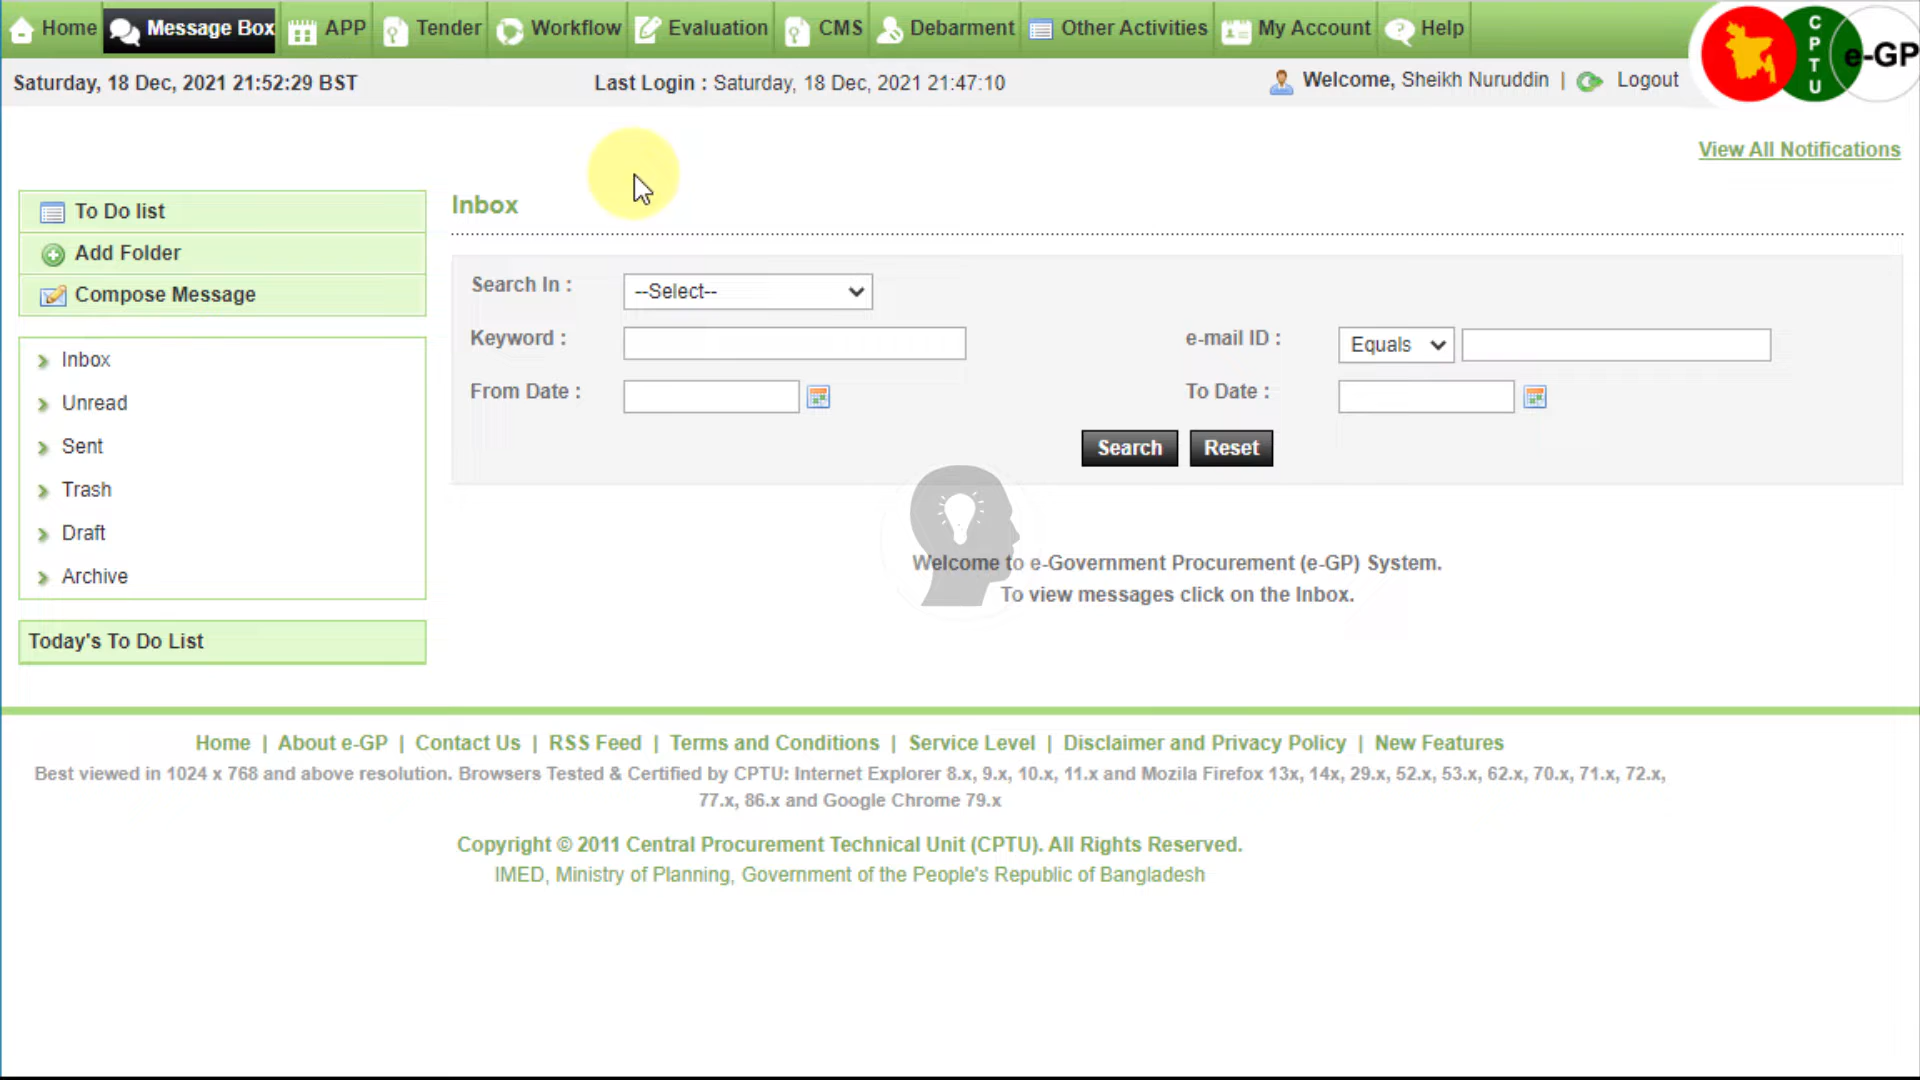 Home Message Box APP Tender Workflow Evaluation CMS Debarment Other Activities My Account Help
CPTU e-GP
Saturday, 18 Dec, 2021 21:52:29 BST Last Login : Saturday, 18 Dec, 2021 21:47:10 Welcome, Sheikh Nuruddin | Logout
View All Notifications
To Do list
Add Folder
Compose Message
Inbox
Unread
Sent
Trash
Draft
Archive
Today's To Do List
Inbox
Search In : --Select--
Keyword : e-mail ID : Equals
From Date : To Date :
Search Reset
Welcome to e-Government Procurement (e-GP) System.
To view messages click on the Inbox.
Home | About e-GP | Contact Us | RSS Feed | Terms and Conditions | Service Level | Disclaimer and Privacy Policy | New Features
Best viewed in 1024 x 768 and above resolution. Browsers Tested & Certified by CPTU: Internet Explorer 8.x, 9.x, 10.x, 11.x and Mozila Firefox 13x, 14x, 29.x, 52.x, 53.x, 62.x, 70.x, 71.x, 72.x,
77.x, 86.x and Google Chrome 79.x
Copyright © 2011 Central Procurement Technical Unit (CPTU). All Rights Reserved.
IMED, Ministry of Planning, Government of the People's Republic of Bangladesh